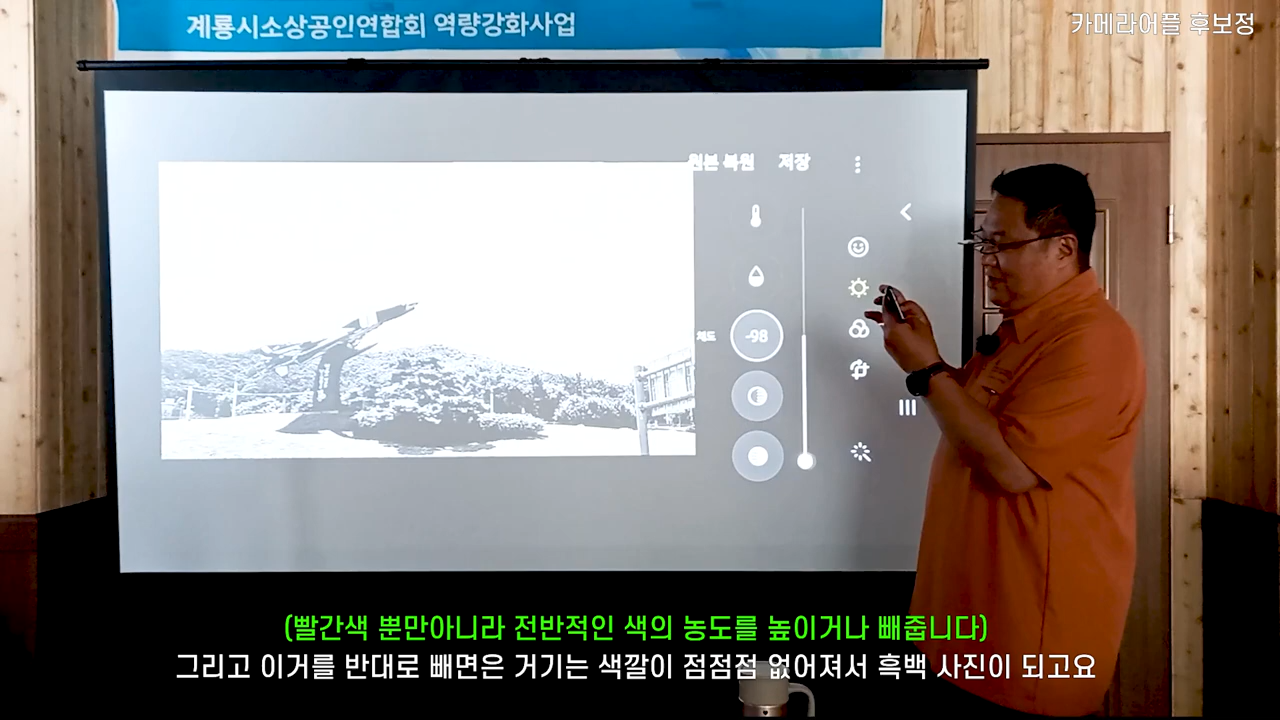 계룡시소상공인연합회 역량강화사업
카메라어플 후보정
원본 복원 저장
채도
-98
(빨간색 뿐만아니라 전반적인 색의 농도를 높이거나 빼줍니다)
그리고 이거를 반대로 빼면은 거기는 색깔이 점점점 없어져서 흑백 사진이 되고요